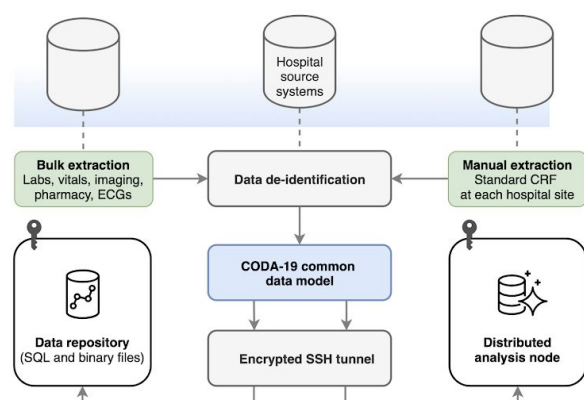 Hospital
source
systems
Bulk extraction
Labs, vitals, imaging,
pharmacy, ECGs
Data de-identification
Manual extraction
Standard CRF
at each hospital site
CODA-19 common
data model
Data repository
(SQL and binary files)
Encrypted SSH tunnel
Distributed
analysis node